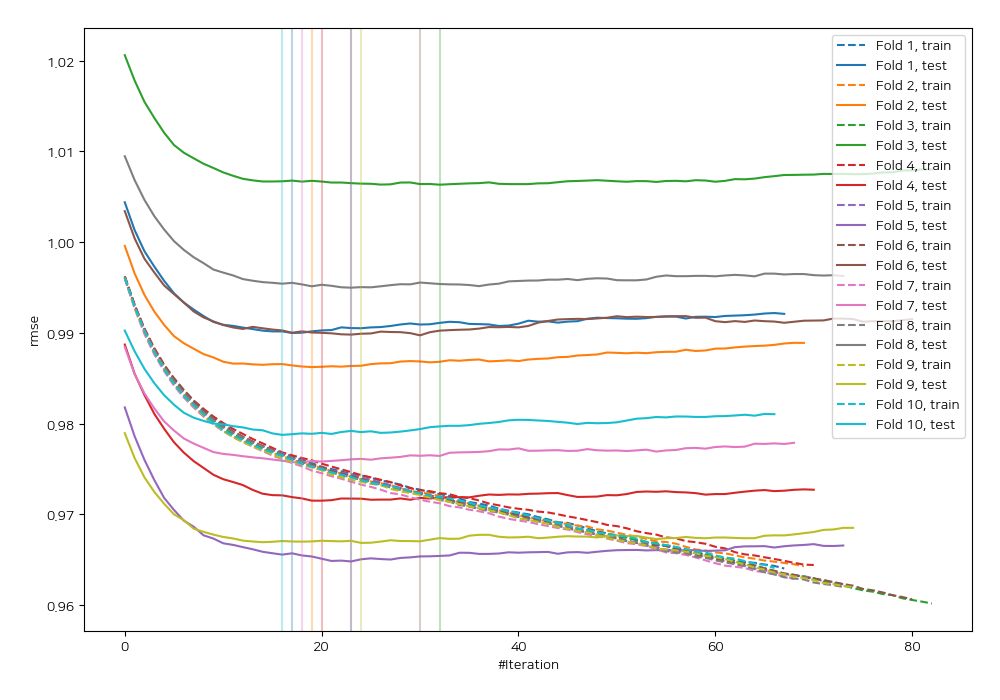 1,02
1,01
1,00
0,99
0,98
0,97
0,96
rmse
0
20
40
60
80
#Iteration
Fold 1, train
Fold 1, test
Fold 2, train
Fold 2, test
Fold 3, train
Fold 3, test
Fold 4, train
Fold 4, test
Fold 5, train
Fold 5, test
Fold 6, train
Fold 6, test
Fold 7, train
Fold 7, test
Fold 8, train
Fold 8, test
Fold 9, train
Fold 9, test
Fold 10, train
Fold 10, test